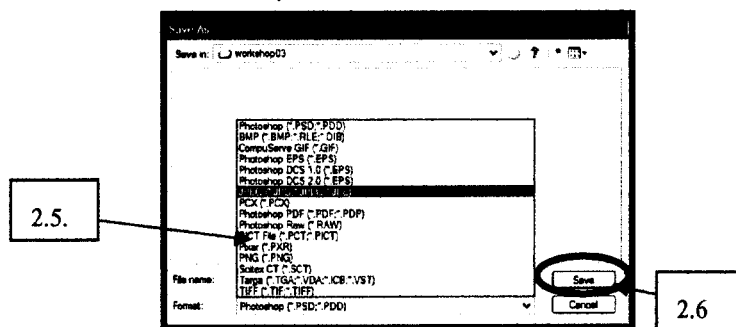 Save As
Save in: workshop03
Photoshop (*.PSD;*.PDD)
BMP (*.BMP;*.RLE;*.DIB)
CompuServe GIF (*.GIF)
Photoshop EPS (*.EPS)
Photoshop DCS 1.0 (*.EPS)
Photoshop DCS 2.0 (*.EPS)
PCX (*.PCX)
Photoshop PDF (*.PDF;*.PDP)
Photoshop Raw (*.RAW)
PICT File (*.PCT;*.PICT)
Pixar (*.PXR)
PNG (*.PNG)
Scitex CT (*.SCT)
Targa (*.TGA;*.VDA;*.ICB;*.VST)
TIFF (*.TIF;*.TIFF)
2.5.
File name:
Save
Format: Photoshop (*.PSD;*.PDD)
Cancel
2.6